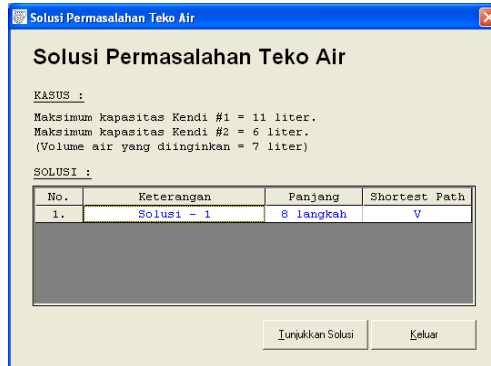 Solusi Permasalahan Teko Air
Solusi Permasalahan Teko Air
KASUS :
Maksimum kapasitas Kendi #1 = 11 liter.
Maksimum kapasitas Kendi #2 = 6 liter.
(Volume air yang diinginkan = 7 liter)
SOLUSI :
No. Keterangan Panjang Shortest Path
1. Solusi - 1 8 langkah V
Tunjukkan Solusi Keluar